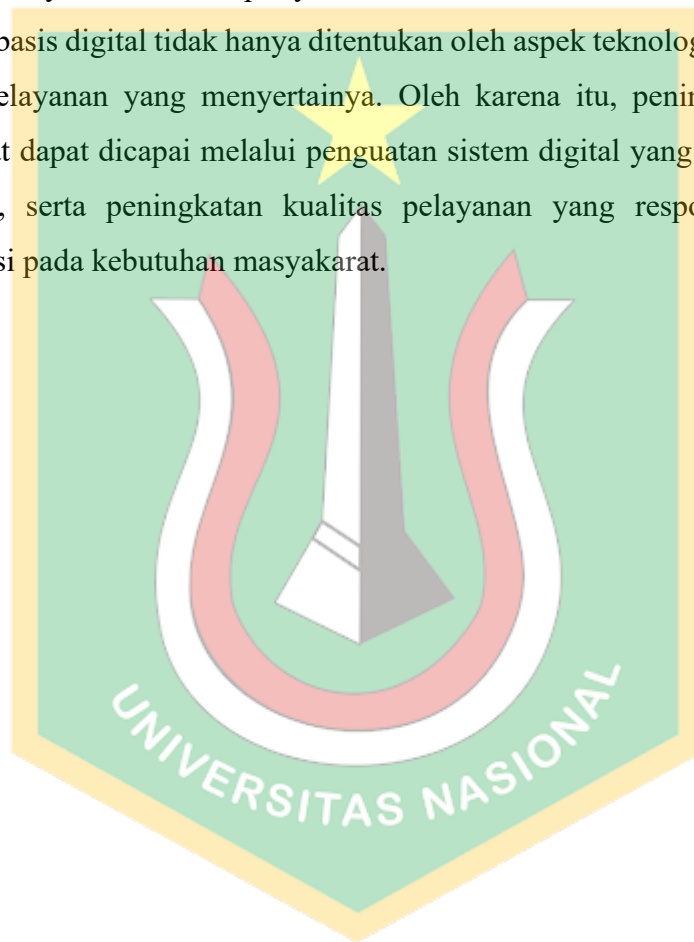 basis digital tidak hanya ditentukan oleh aspek teknolog
elayanan yang menyertainya. Oleh karena itu, penin
t dapat dicapai melalui penguatan sistem digital yang
, serta peningkatan kualitas pelayanan yang resp
si pada kebutuhan masyakarat.
UNIVERSITAS NASIONAL